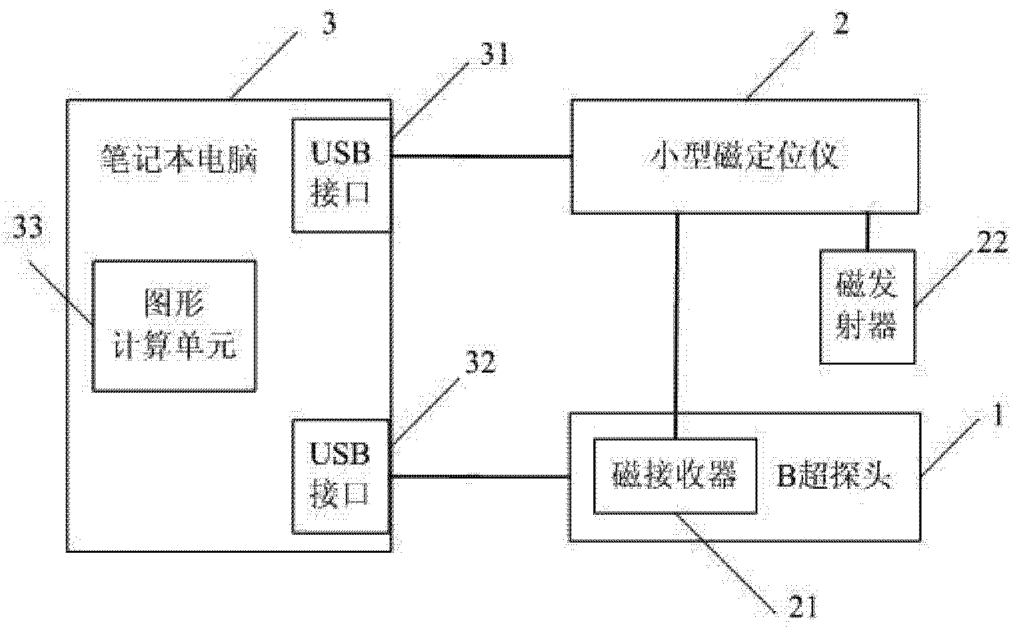 3
2
31
笔记本电脑
USB
接口
小型磁定位仪
33
22
图形
计算单元
磁发
射器
32
1
USB
接口
磁接收器
B超探头
21